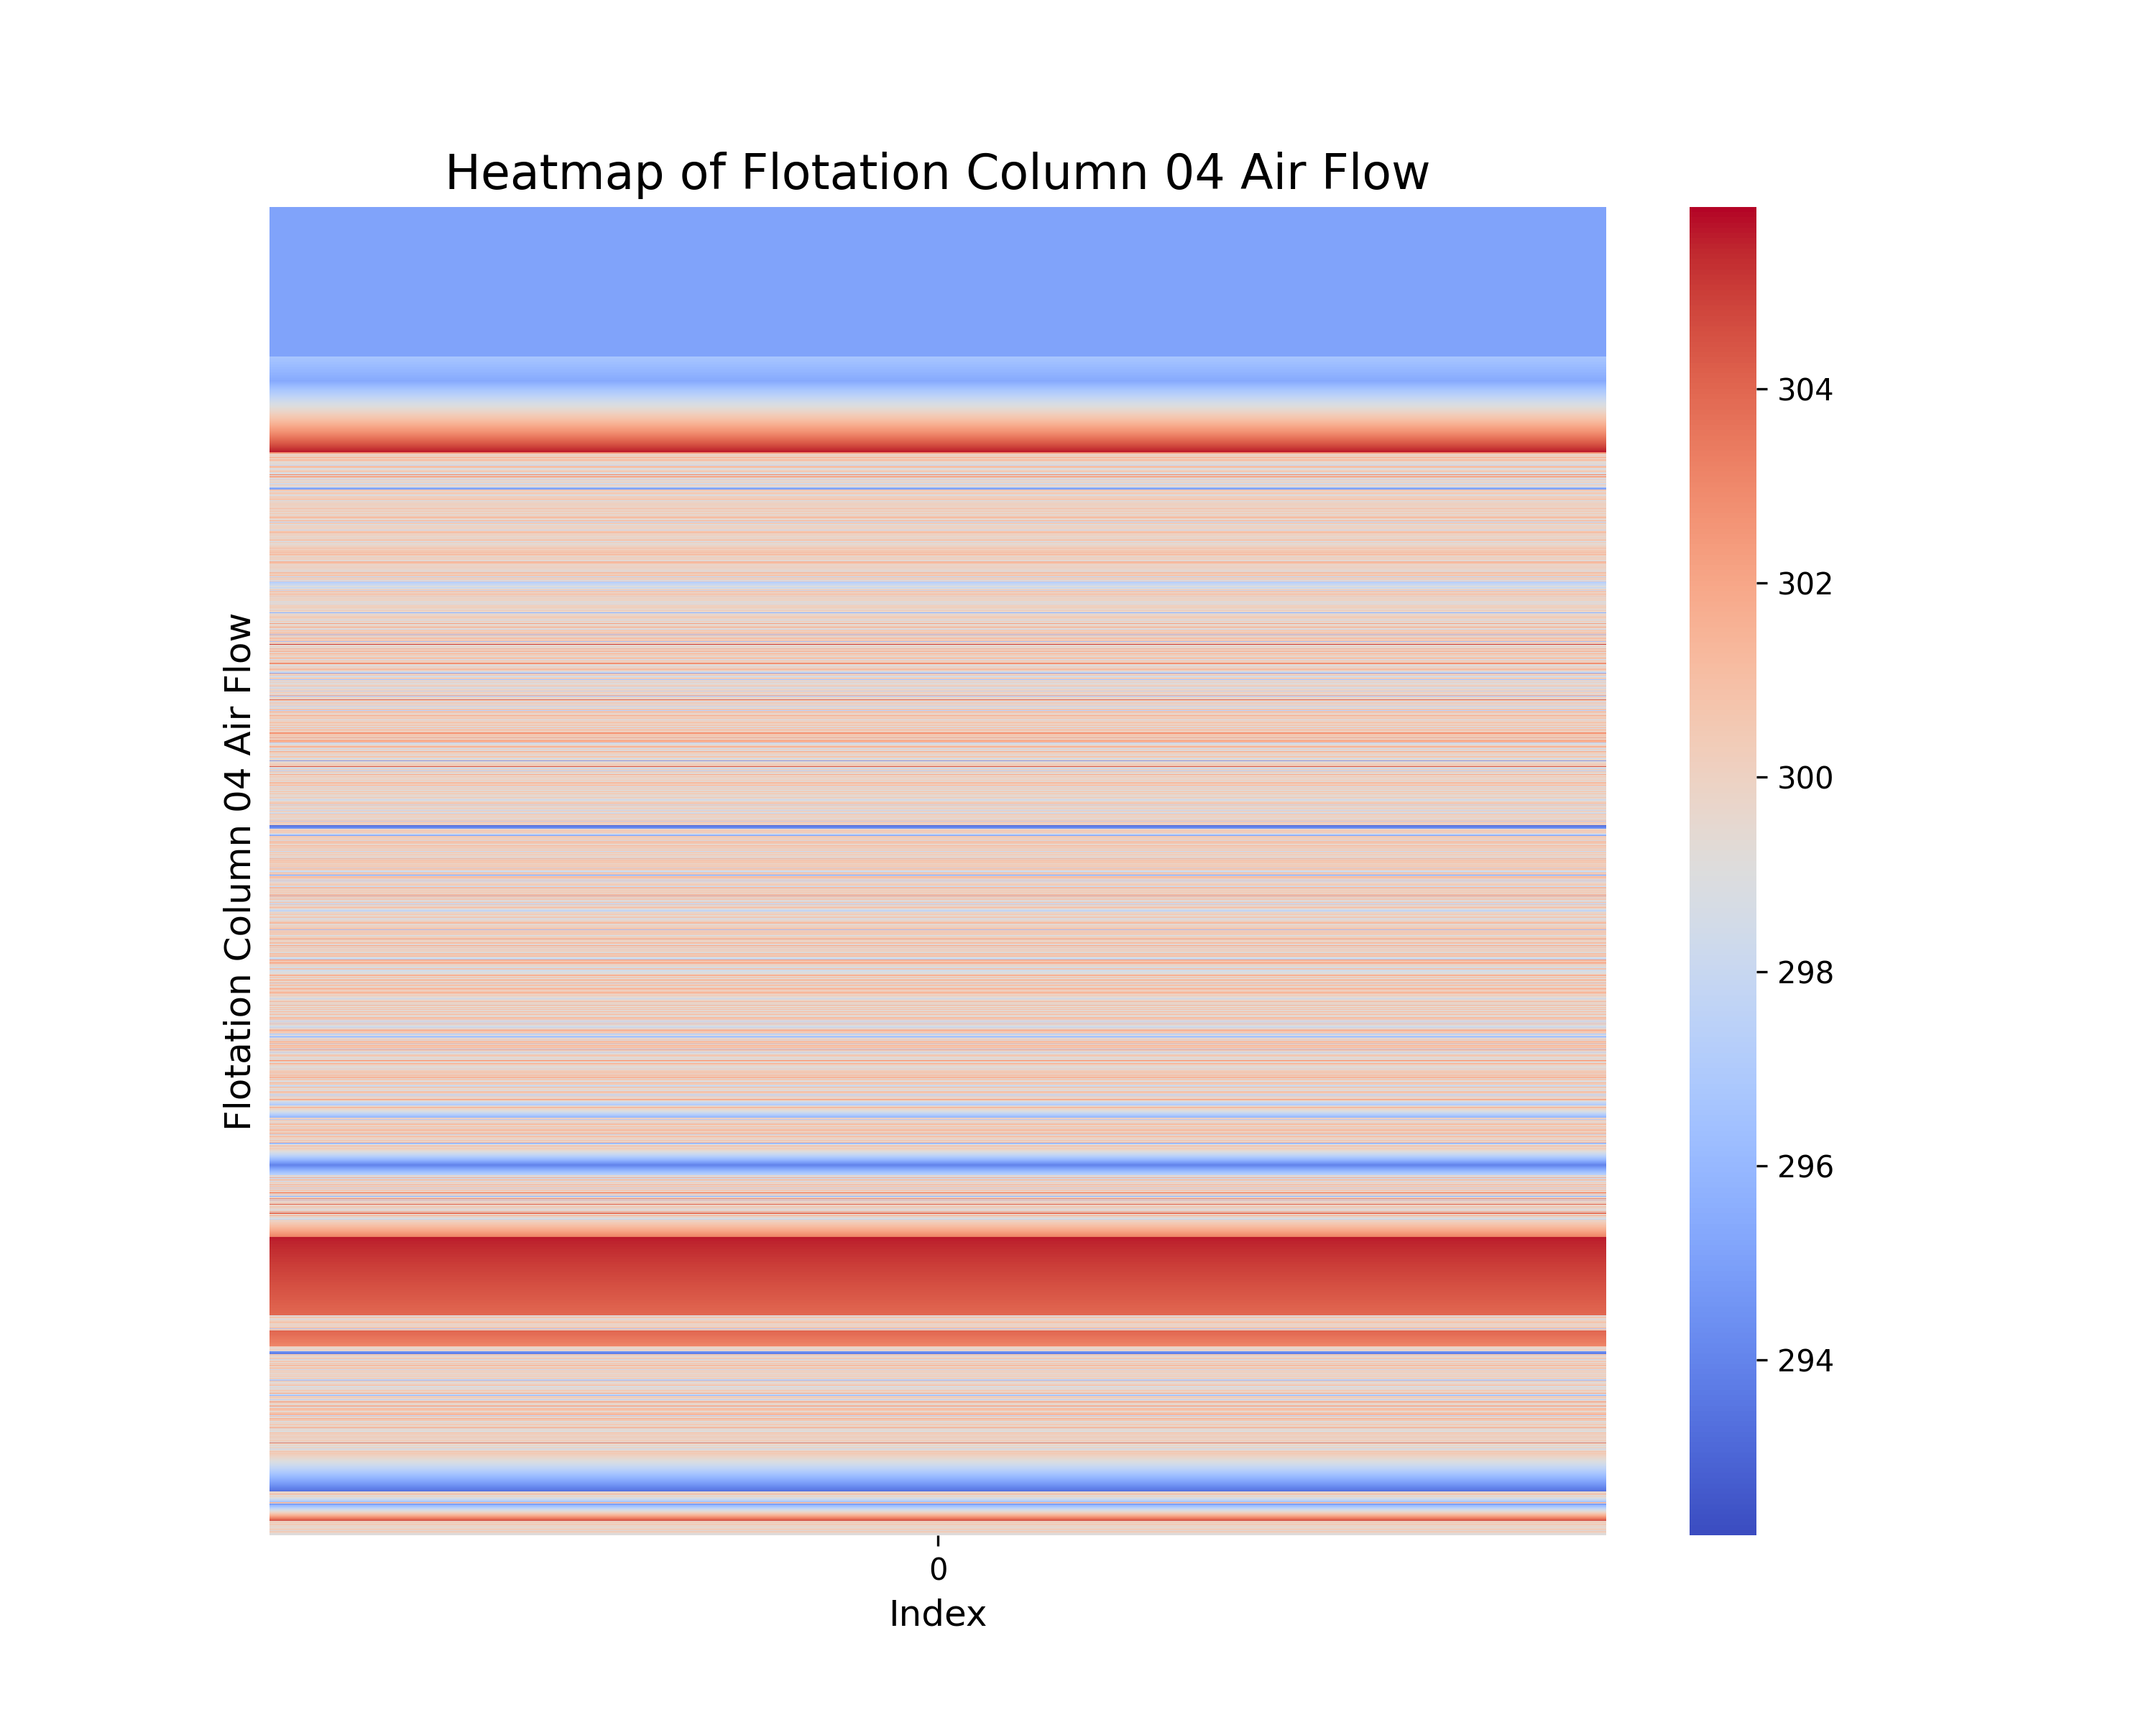 Heatmap of Flotation Column 04 Air Flow
Flotation Column 04 Air Flow
304
302
300
298
296
294
0
Index